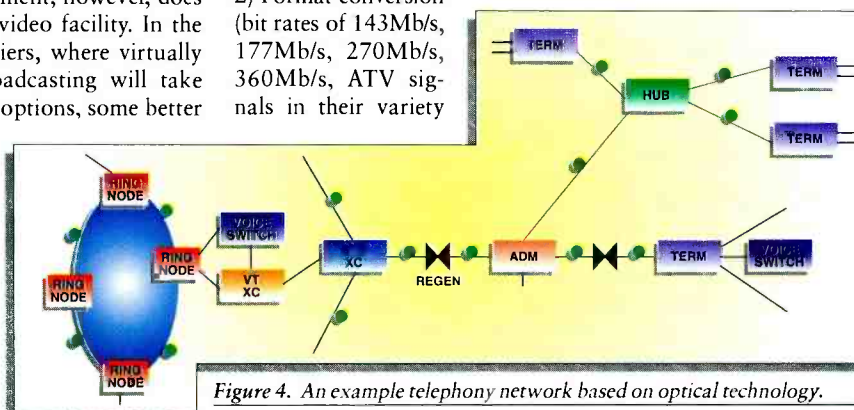 ment, however, does
video facility. In the
iers, where virtually
oadcasting will take
options, some better
2) Format conversion
(bit rates of 143Mb/s,
177Mb/s, 270Mb/s,
360Mb/s, ATV sig-
nals in their variety
TERM
HUB
TERM
TERM
RING
NODE
VOICE
SWITCH
RING
NODE
RING
NODE
VT
XC
XC
REGEN
ADM
TERM
VOICE
SWITCH
RING
NODE
Figure 4. An example telephony network based on optical technology.